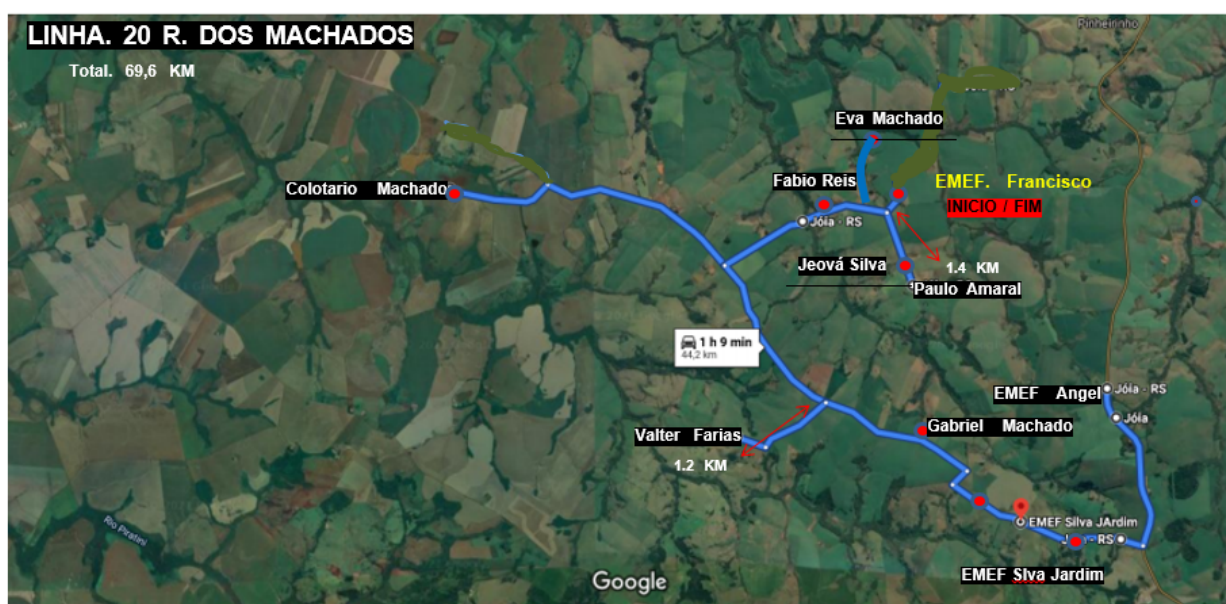 LINHA. 20 R. DOS MACHADOS
Total. 69,6 KM
Pinheirinho
Eva Machado
Colotario Machado
Fabio Reis
EMEF. Francisco
INICIO / FIM
Jóia - RS
Jeová Silva
1.4 KM
Paulo Amaral
1 h 9 min
44,2 km
EMEF Angel
Jóia - RS
Jóia
Valter Farias
Gabriel Machado
1.2 KM
EMEF Silva JArdim
RS
EMEF Slva Jardim
Rio Piratini
Google